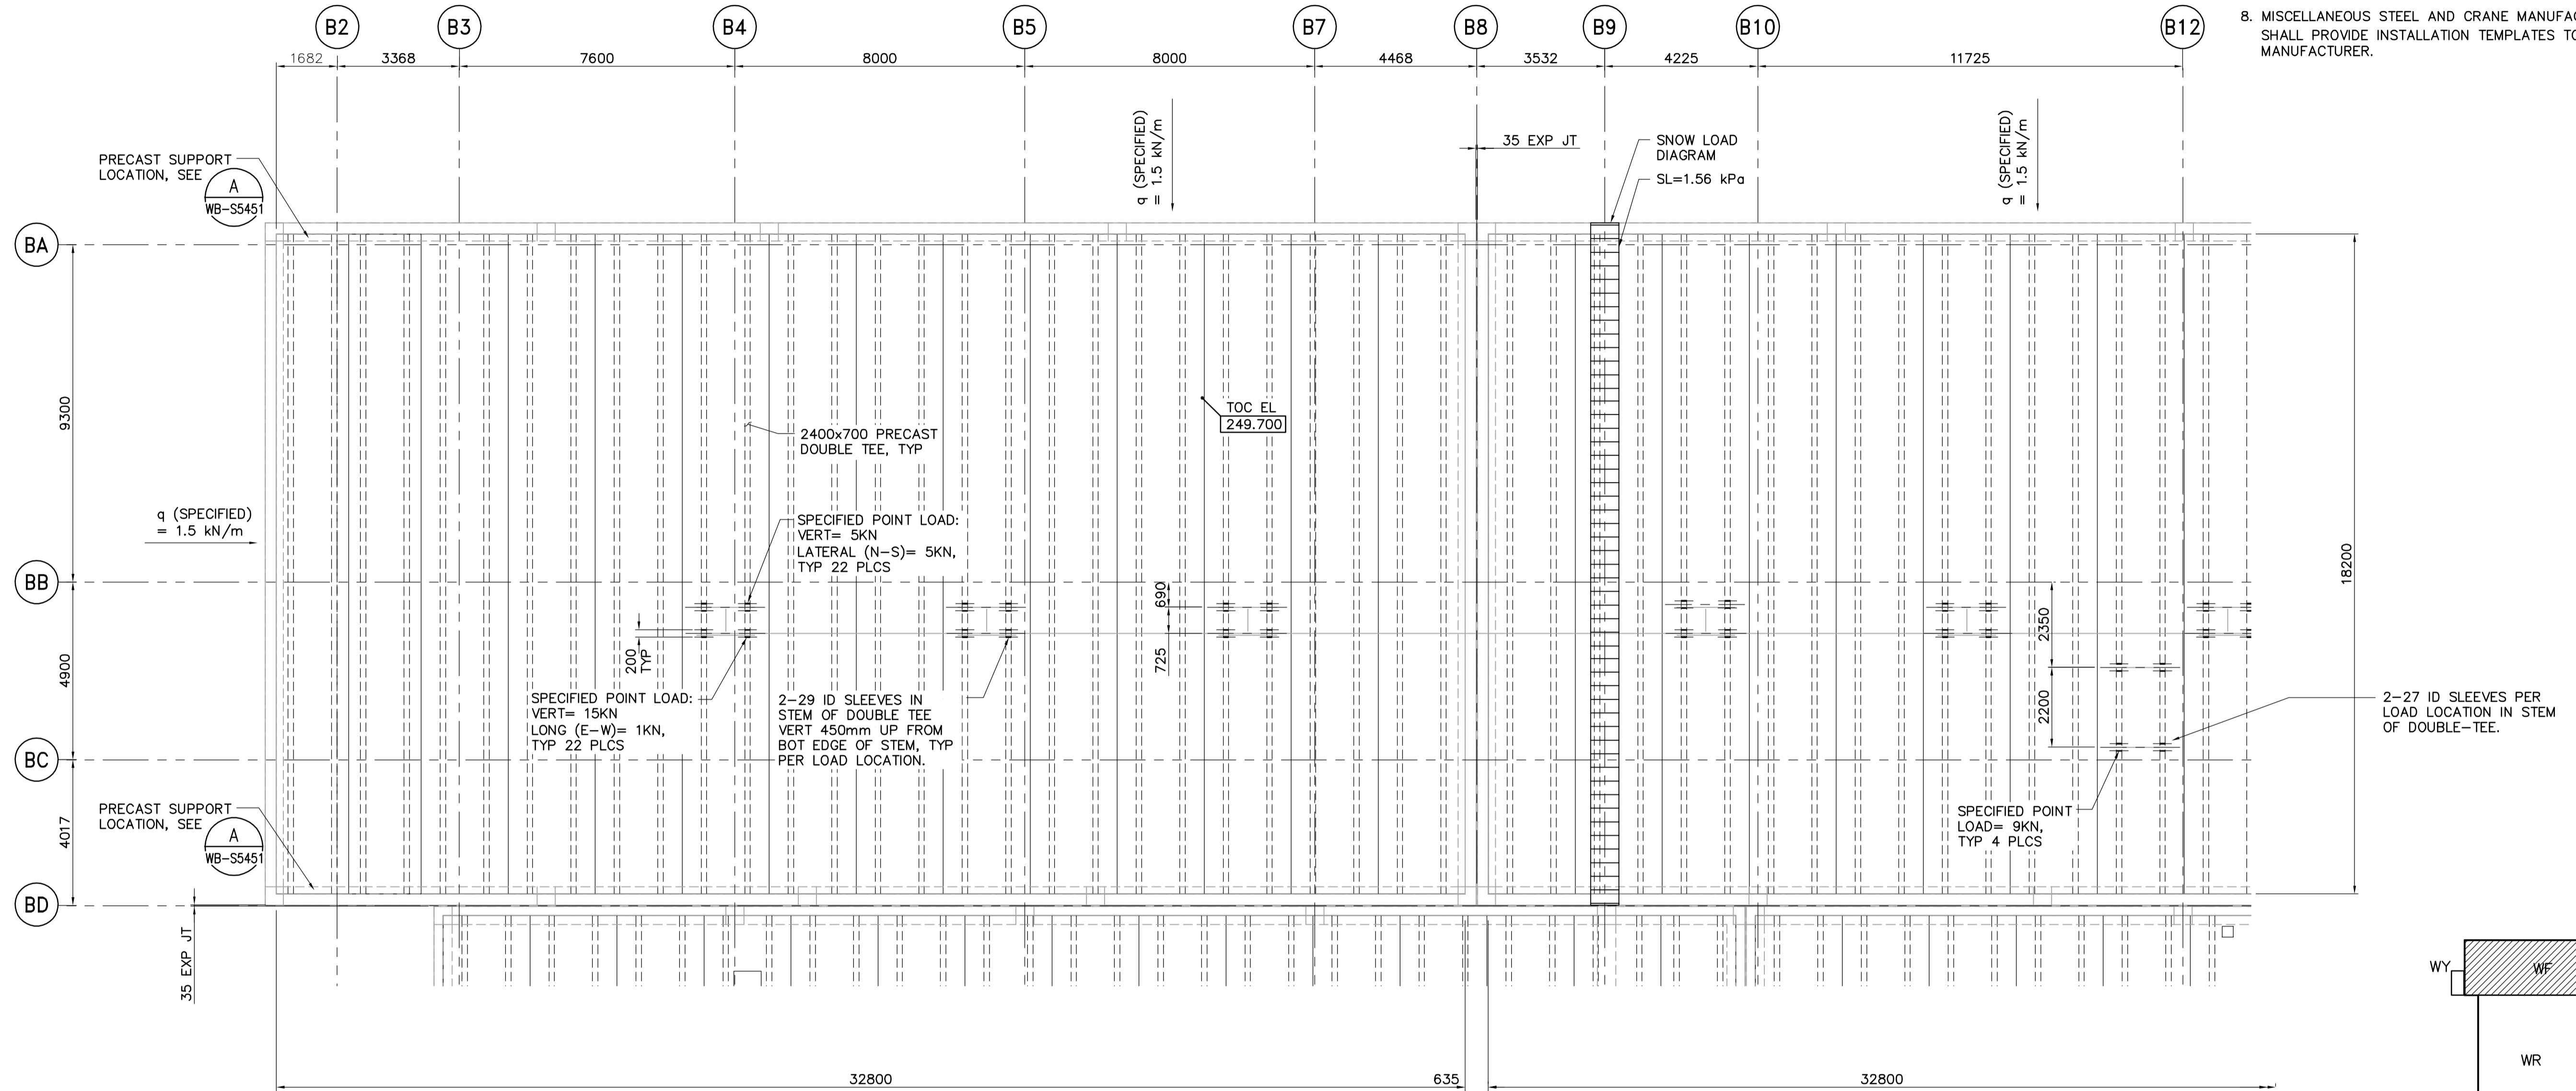 B2
B3
B4
B5
B7
B8
B9
B10
B12
8. MISCELLANEOUS STEEL AND CRANE MANUFAC
SHALL PROVIDE INSTALLATION TEMPLATES TO
MANUFACTURER.
1682
3368
7600
8000
8000
4468
3532
4225
11725
q (SPECIFIED)
= 1.5 kN/m
35 EXP JT
SNOW LOAD
DIAGRAM
SL=1.56 kPa
q (SPECIFIED)
= 1.5 kN/m
PRECAST SUPPORT
LOCATION, SEE
A
WB-S5451
BA
9300
TOC EL
249.700
2400x700 PRECAST
DOUBLE TEE, TYP
q (SPECIFIED)
= 1.5 kN/m
SPECIFIED POINT LOAD:
VERT= 5KN
LATERAL (N-S)= 5KN,
TYP 22 PLCS
18200
BB
690
2350
200
TYP
725
4900
SPECIFIED POINT LOAD:
VERT= 15KN
LONG (E-W)= 1KN,
TYP 22 PLCS
2-29 ID SLEEVES IN
STEM OF DOUBLE TEE
VERT 450mm UP FROM
BOT EDGE OF STEM, TYP
PER LOAD LOCATION.
2200
2-27 ID SLEEVES PER
LOAD LOCATION IN STEM
OF DOUBLE-TEE.
BC
PRECAST SUPPORT
LOCATION, SEE
A
WB-S5451
4017
SPECIFIED POINT
LOAD= 9KN,
TYP 4 PLCS
BD
35 EXP JT
WY
WF
WR
32800
635
32800